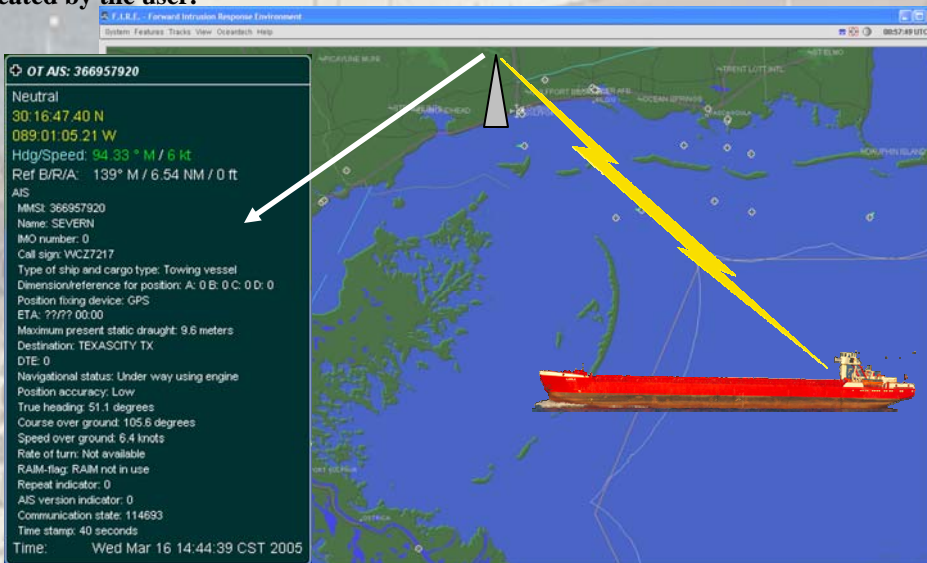 cated by the user.
F.I.R.E. - Forward Intrusion Response Environment
System Features Tracks View Oceantech Help
00:57:49 UTC
OT AIS: 366957920
Neutral
30:16:47.40 N
089:01:05.21 W
Hdg/Speed: 94.33 ° M / 6 kt
Ref B/R/A: 139° M / 6.54 NM / 0 ft
AIS
MMSI: 366957920
Name: SEVERN
IMO number: 0
Call sign: WCZ7217
Type of ship and cargo type: Towing vessel
Dimension/reference for position: A: 0 B: 0 C: 0 D: 0
Position fixing device: GPS
ETA: ??/?? 00:00
Maximum present static draught: 9.6 meters
Destination: TEXASCITY TX
DTE: 0
Navigational status: Under way using engine
Position accuracy: Low
True heading: 51.1 degrees
Course over ground: 105.6 degrees
Speed over ground: 6.4 knots
Rate of turn: Not available
RAIM-flag: RAIM not in use
Repeat indicator: 0
AIS version indicator: 0
Communication state: 114693
Time stamp: 40 seconds
Time: Wed Mar 16 14:44:39 CST 2005
PICAYUNE MUNI
ST ELMO
TRENT LOTT INTL
OCEAN SPRINGS
DAUPHIN ISLAND